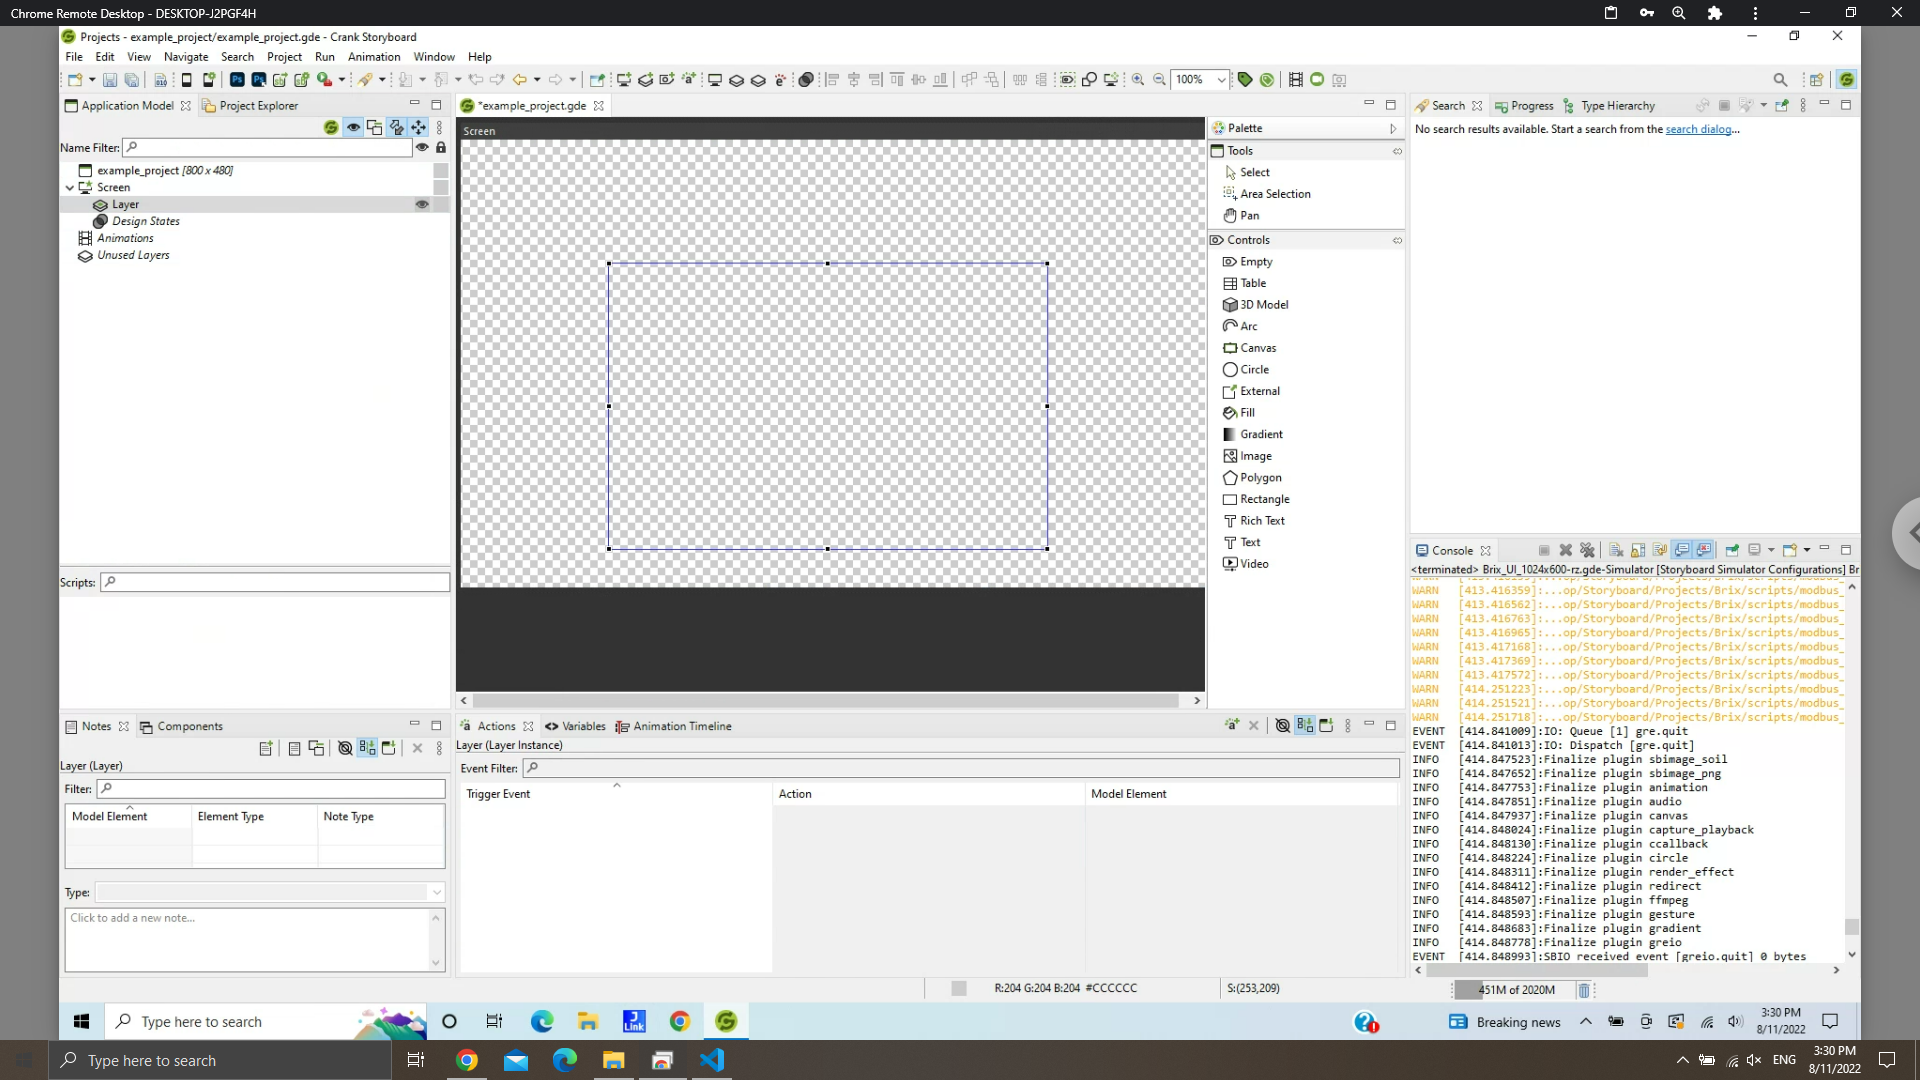 Chrome Remote Desktop - DESKTOP-J2PGF4H
Projects - example_project/example_project.gde - Crank Storyboard
File Edit View Navigate Search Project Run Animation Window Help
100%
Application Model
Project Explorer
Name Filter:
example_project [800 x 480]
Screen
Layer
Design States
Animations
Unused Layers
Scripts:
Notes
Components
Layer (Layer)
Filter:
Model Element Element Type Note Type
Type:
Click to add a new note...
*example_project.gde
Screen
Palette
Tools
Select
Area Selection
Pan
Controls
Empty
Table
3D Model
Arc
Canvas
Circle
External
Fill
Gradient
Image
Polygon
Rectangle
Rich Text
Text
Video
Actions
Variables
Animation Timeline
Layer (Layer Instance)
Event Filter:
Trigger Event Action Model Element
R:204 G:204 B:204 #CCCCCC
S:(253,209)
Search
Progress
Type Hierarchy
No search results available. Start a search from the search dialog...
Console
<terminated> Brix_UI_1024x600-rz.gde-Simulator [Storyboard Simulator Configurations] Br
WARN [413.416359]:...op/Storyboard/Projects/Brix/scripts/modbus_
WARN [413.416562]:...op/Storyboard/Projects/Brix/scripts/modbus_
WARN [413.416763]:...op/Storyboard/Projects/Brix/scripts/modbus_
WARN [413.416965]:...op/Storyboard/Projects/Brix/scripts/modbus_
WARN [413.417168]:...op/Storyboard/Projects/Brix/scripts/modbus_
WARN [413.417369]:...op/Storyboard/Projects/Brix/scripts/modbus_
WARN [413.417572]:...op/Storyboard/Projects/Brix/scripts/modbus_
WARN [414.251223]:...op/Storyboard/Projects/Brix/scripts/modbus_
WARN [414.251521]:...op/Storyboard/Projects/Brix/scripts/modbus_
WARN [414.251718]:...op/Storyboard/Projects/Brix/scripts/modbus_
EVENT [414.841009]:IO: Queue [1] gre.quit
EVENT [414.841013]:IO: Dispatch [gre.quit]
INFO [414.847523]:Finalize plugin sbimage_soil
INFO [414.847652]:Finalize plugin sbimage_png
INFO [414.847753]:Finalize plugin animation
INFO [414.847851]:Finalize plugin audio
INFO [414.847937]:Finalize plugin canvas
INFO [414.848024]:Finalize plugin capture_playback
INFO [414.848130]:Finalize plugin ccallback
INFO [414.848224]:Finalize plugin circle
INFO [414.848311]:Finalize plugin render_effect
INFO [414.848412]:Finalize plugin redirect
INFO [414.848507]:Finalize plugin ffmpeg
INFO [414.848593]:Finalize plugin gesture
INFO [414.848683]:Finalize plugin gradient
INFO [414.848778]:Finalize plugin greio
EVENT [414.848993]:SBIO received event [greio.quit] 0 bytes
451M of 2020M
Type here to search
J
Link
Breaking news
3:30 PM
8/11/2022
Type here to search
ENG
3:30 PM
8/11/2022